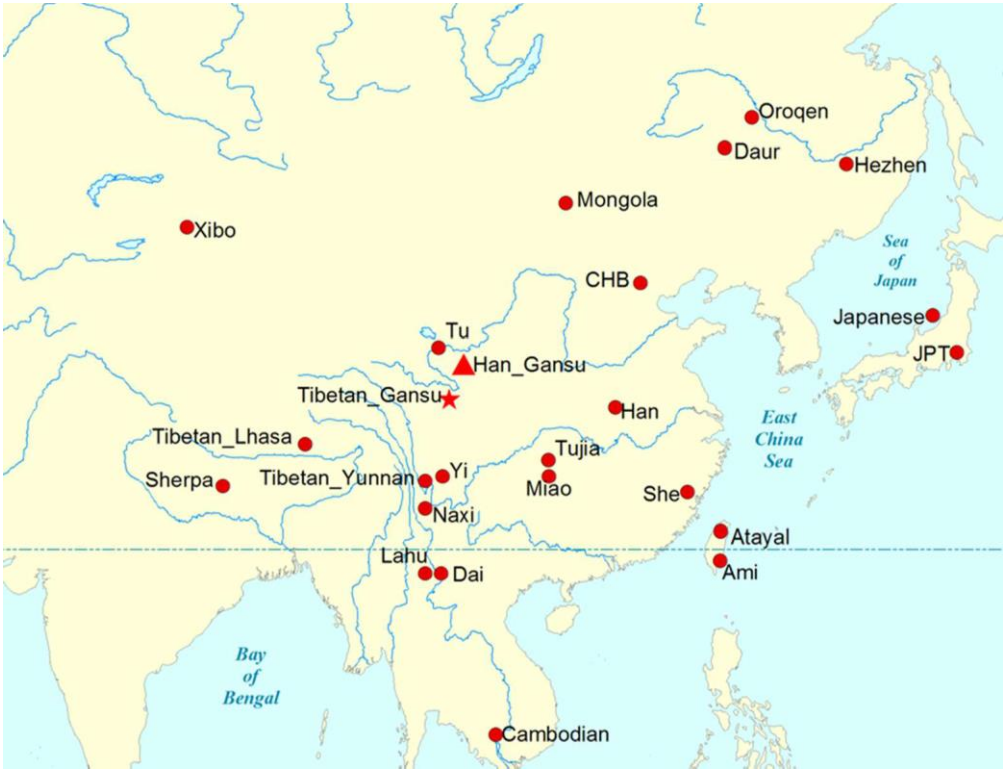 Oroqen
Daur
Hezhen
Mongola
Xibo
Sea
of
Japan
CHB
Japanese
Tu
JPT
Han_Gansu
Tibetan_Gansu
Han
East
China
Sea
Tibetan_Lhasa
Tujia
Sherpa
Tibetan_Yunnan
Yi
Miao
She
Naxi
Atayal
Lahu
Dai
Ami
Bay
of
Bengal
Cambodian